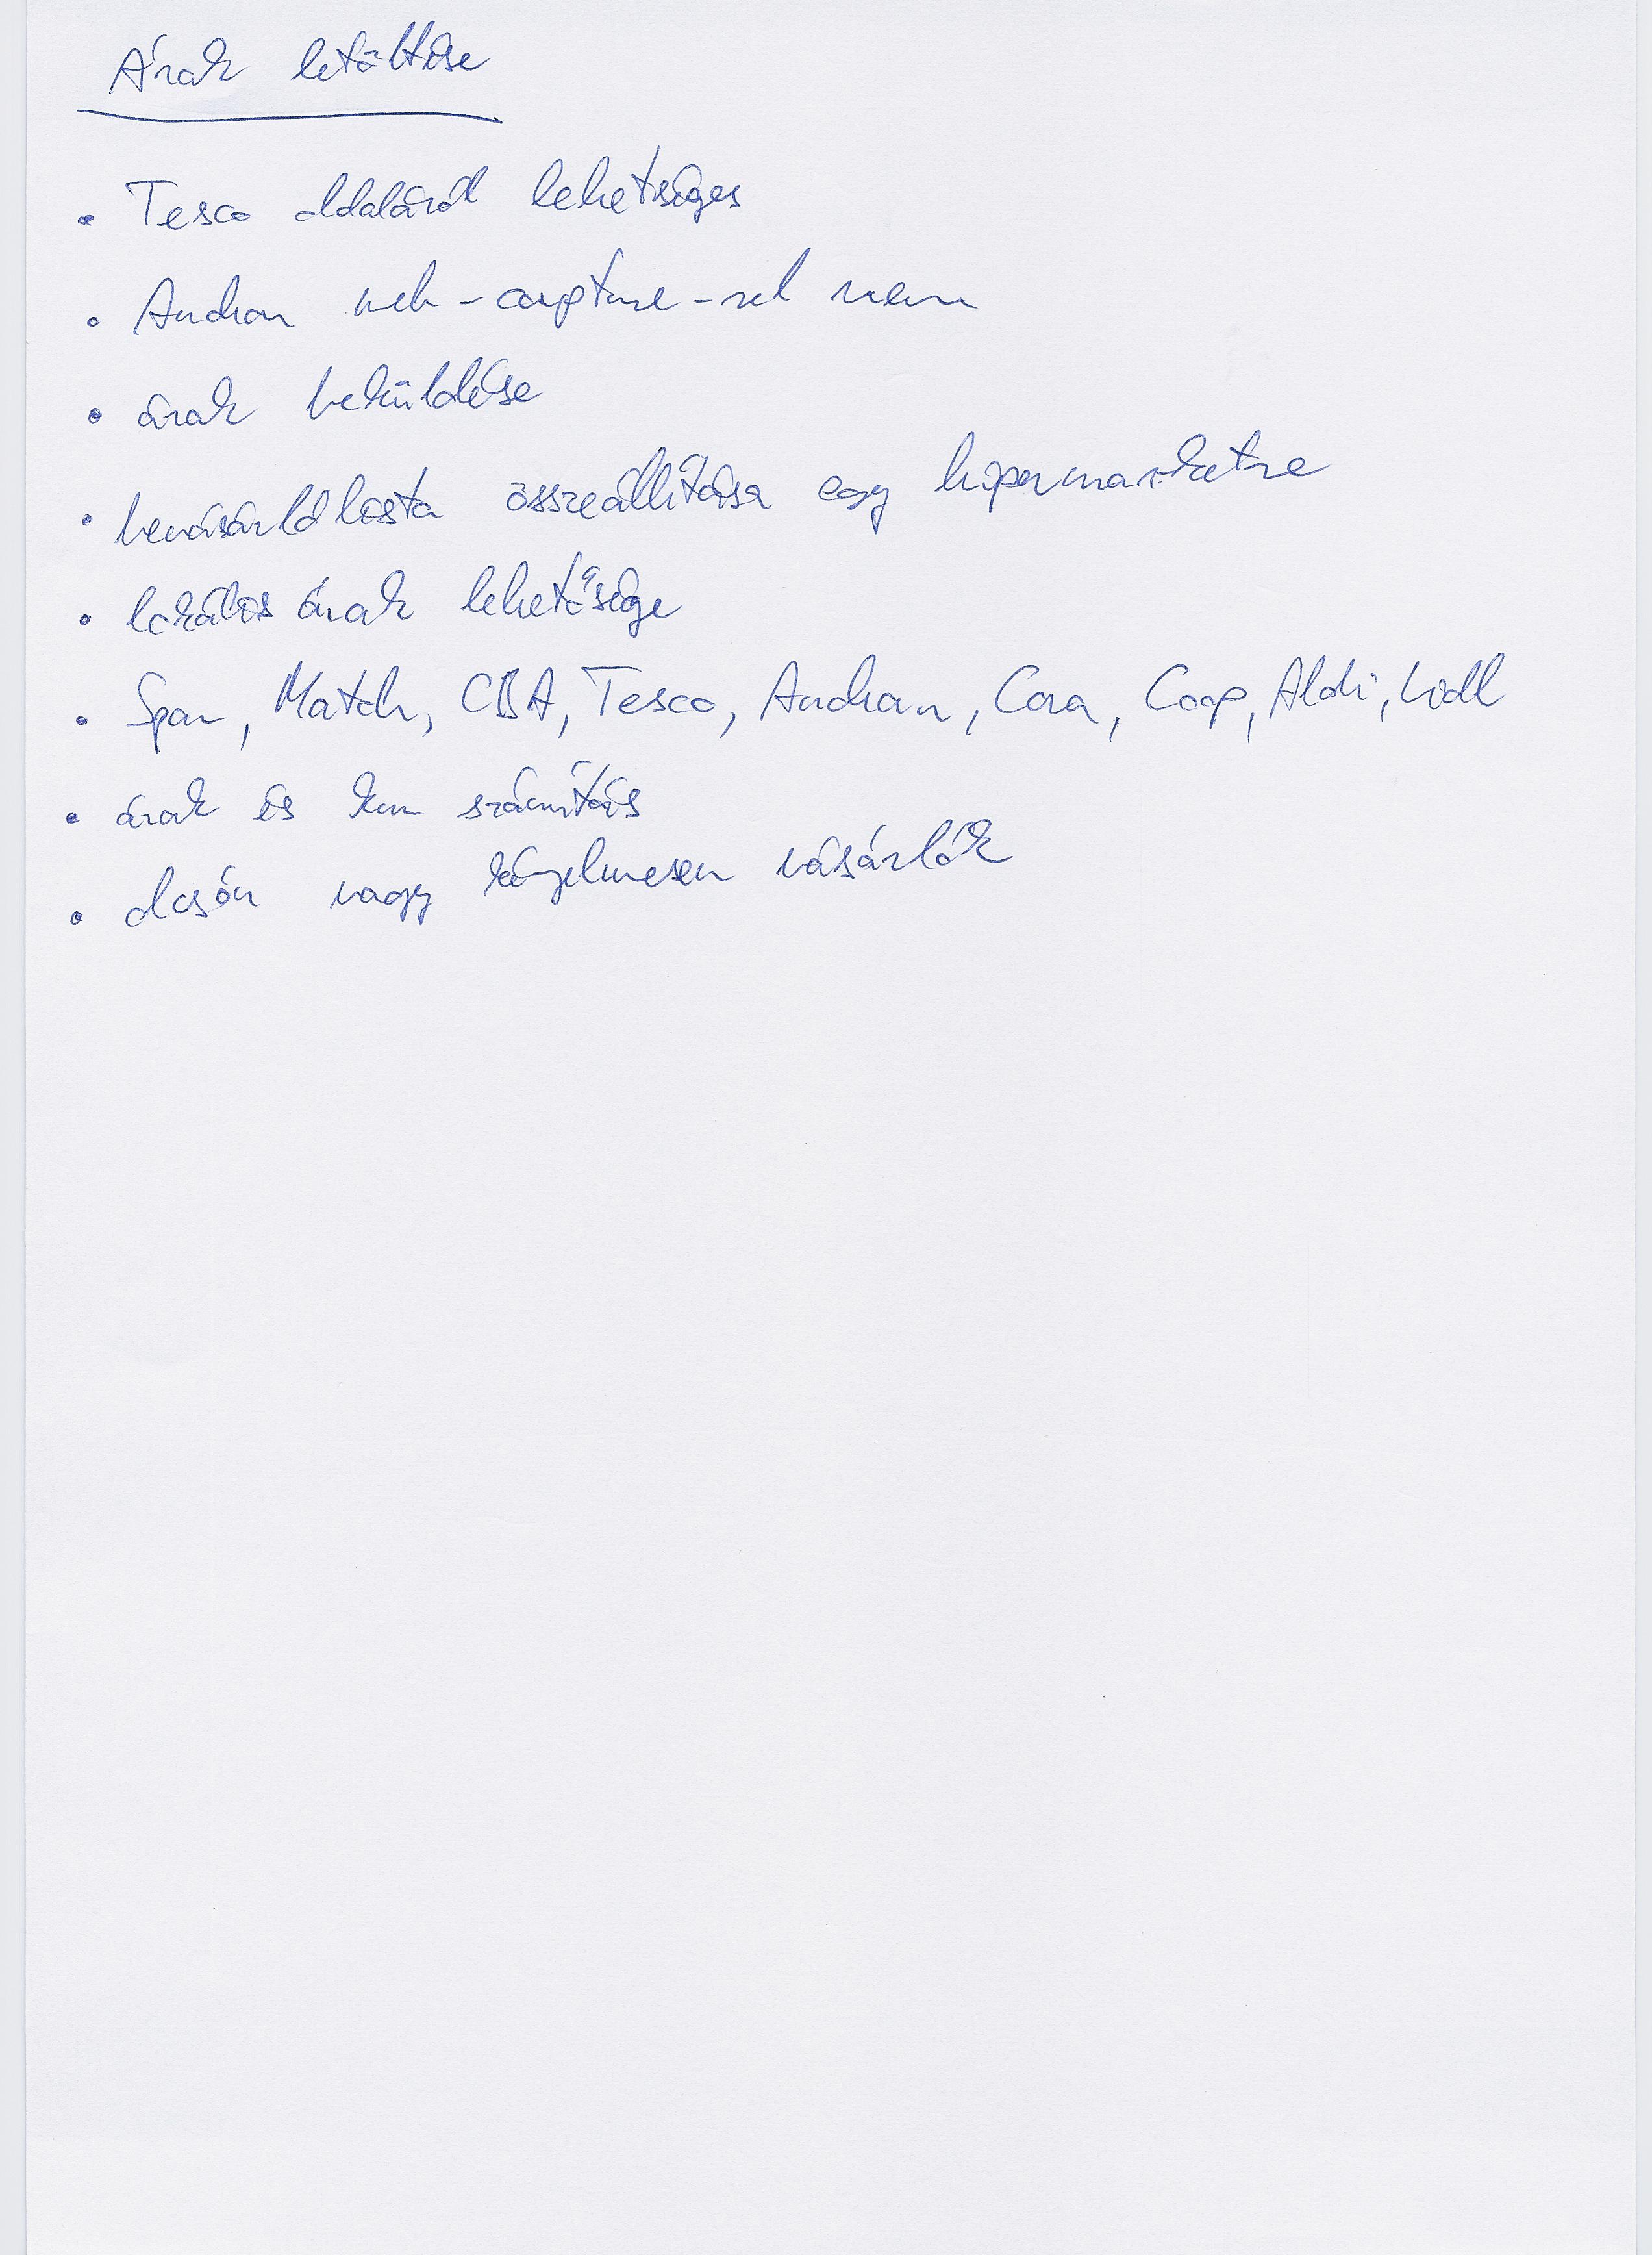 Árak letöltése
• Tesco oldaláról lehetséges
• Auchan web-capture-rel nem
• árak beküldése
• bevásárlólista összeállítása egy hipermarketre
• lokális árak lehetősége
• Spar, Match, CBA, Tesco, Auchan, Cora, Coop, Aldi, Lidl
• árak és km számítás
• olcsón vagy kényelmesen vásárlók